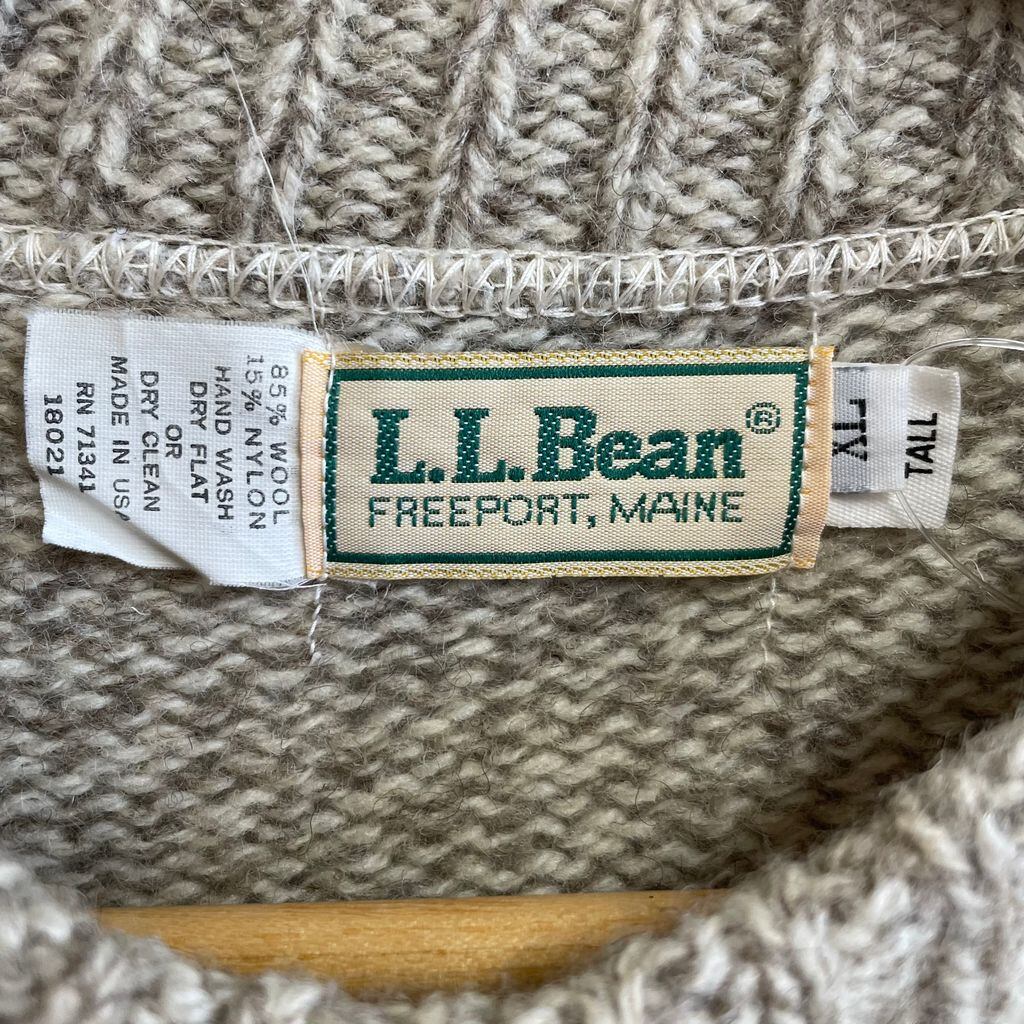 85% WOOL
15% NYLON
HAND WASH
DRY FLAT
OR
DRY CLEAN
MADE IN USA
RN 71341
18021
L.L.Bean®
FREEPORT, MAINE
TALL